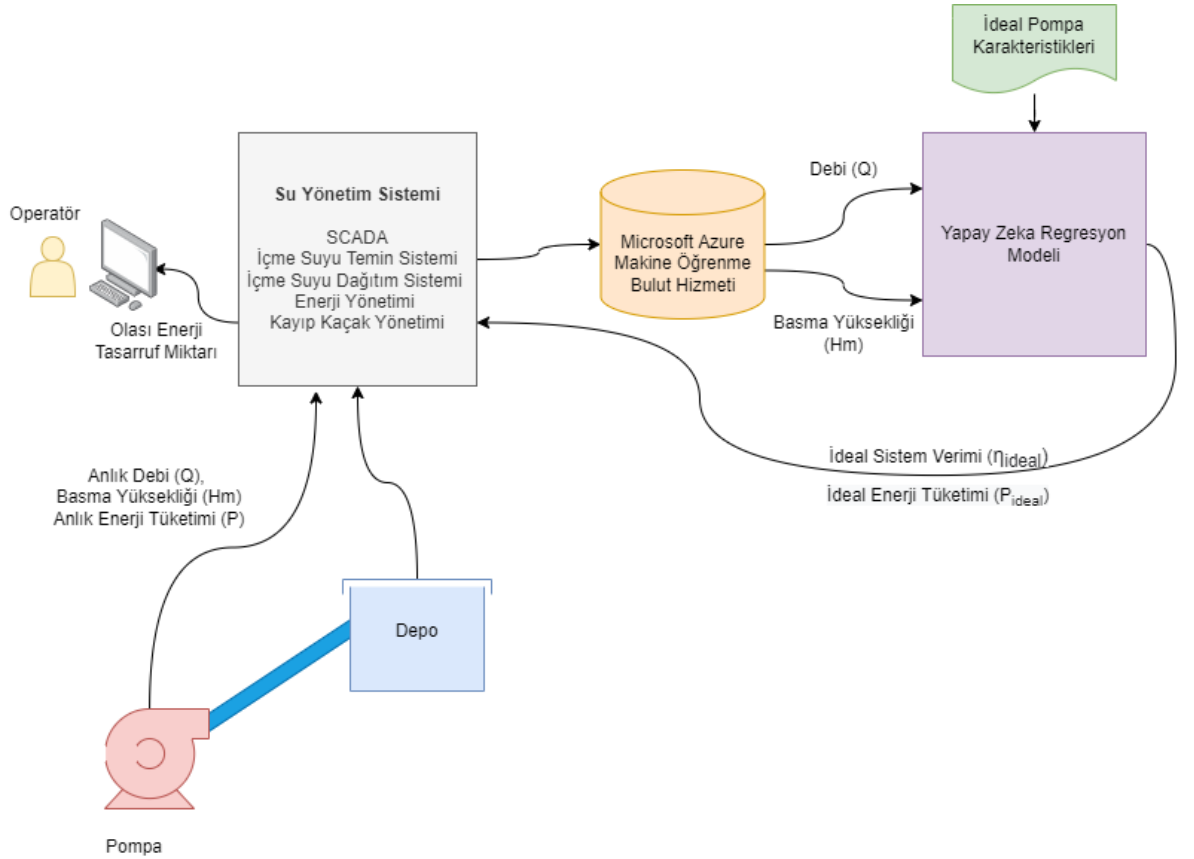 İdeal Pompa
Karakteristikleri
Debi (Q)
Su Yönetim Sistemi
Operatör
SCADA
İçme Suyu Temin Sistemi
İçme Suyu Dağıtım Sistemi
Enerji Yönetimi
Kayıp Kaçak Yönetimi
Microsoft Azure
Makine Öğrenme
Bulut Hizmeti
Yapay Zeka Regresyon
Modeli
Olası Enerji
Tasarruf Miktarı
Basma Yüksekliği
(Hm)
İdeal Sistem Verimi (ηideal)
İdeal Enerji Tüketimi (Pideal)
Anlık Debi (Q),
Basma Yüksekliği (Hm)
Anlık Enerji Tüketimi (P)
Depo
Pompa